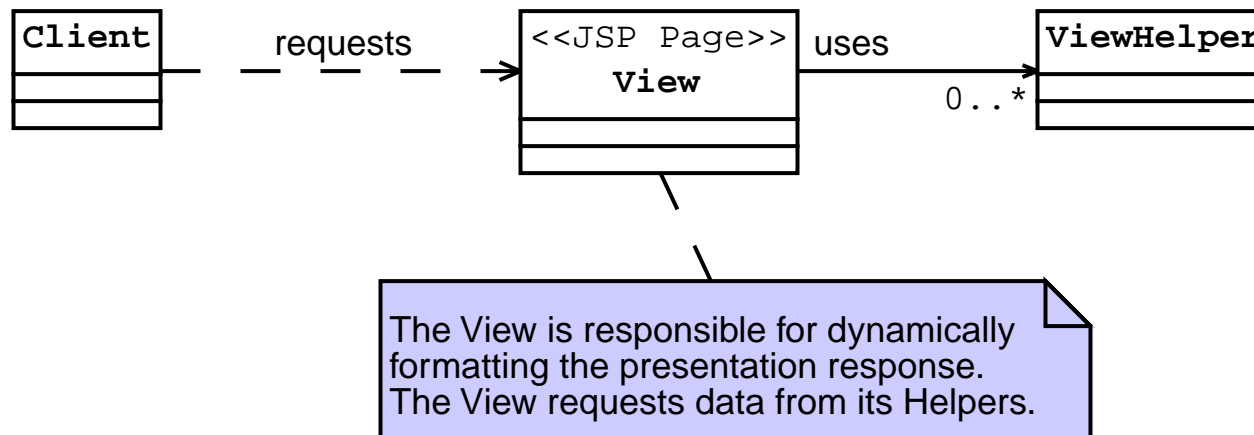 Client
requests
<<JSP Page>>
View
uses
0..*
ViewHelper
The View is responsible for dynamically
formatting the presentation response.
The View requests data from its Helpers.